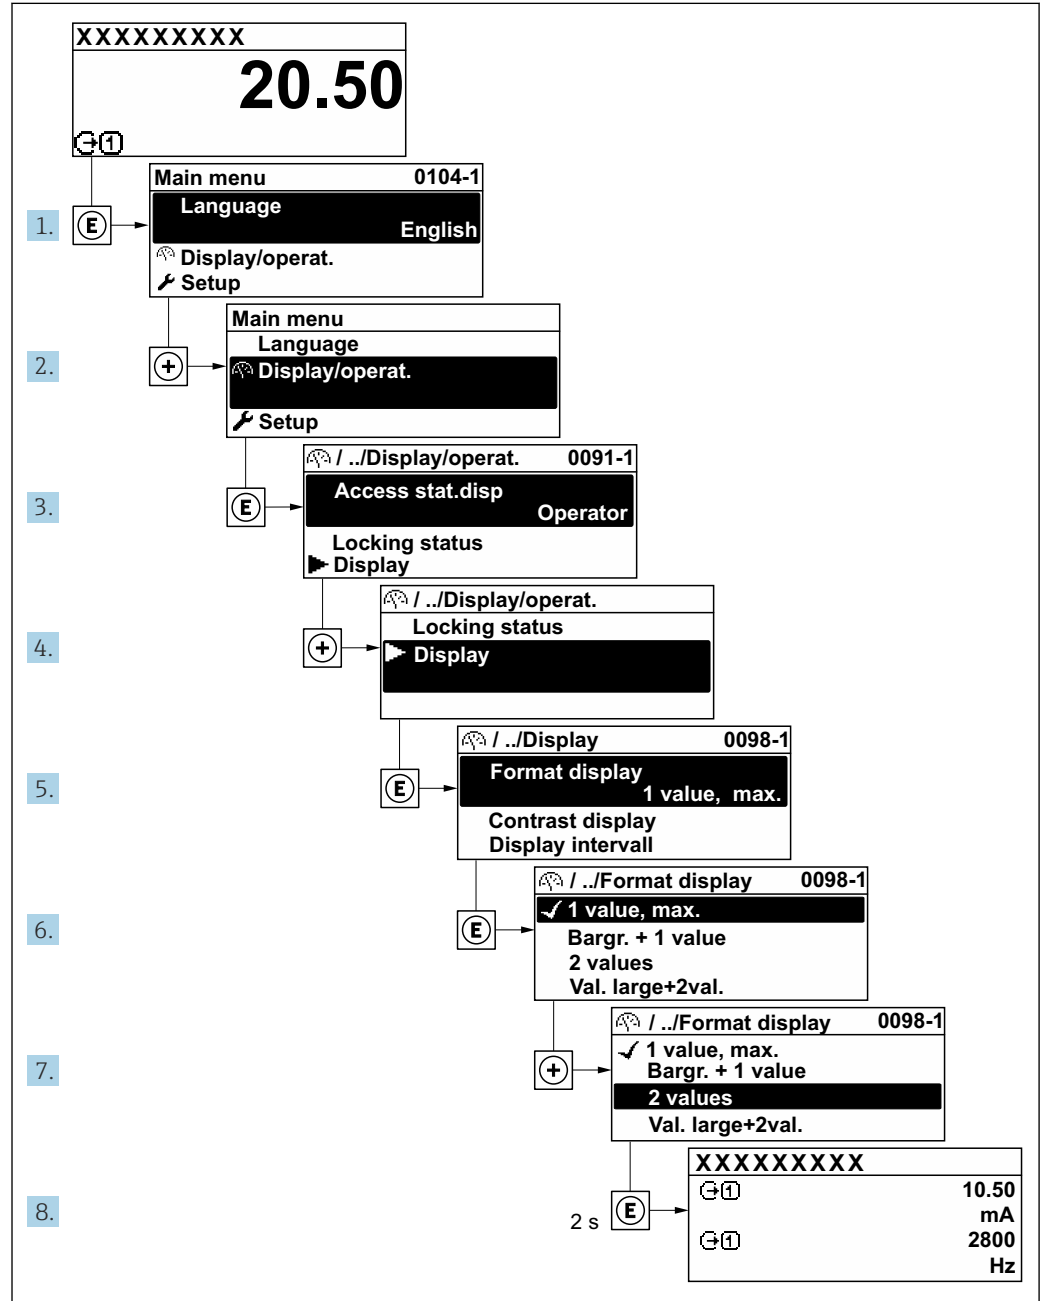 XXXXXXXXX
20.50
1
Main menu 0104-1
Language
English
Display/operat.
Setup
1. E
Main menu
Language
Display/operat.
Setup
2. +
/ ../Display/operat. 0091-1
Access stat.disp
Operator
Locking status
Display
3. E
/ ../Display/operat.
Locking status
Display
4. +
/ ../Display 0098-1
Format display
1 value, max.
Contrast display
Display intervall
5. E
/ ../Format display 0098-1
1 value, max.
Bargr. + 1 value
2 values
Val. large+2val.
6. E
/ ../Format display 0098-1
1 value, max.
Bargr. + 1 value
2 values
Val. large+2val.
7. +
XXXXXXXXX
1 10.50
mA
1 2800
Hz
8. 2 s E